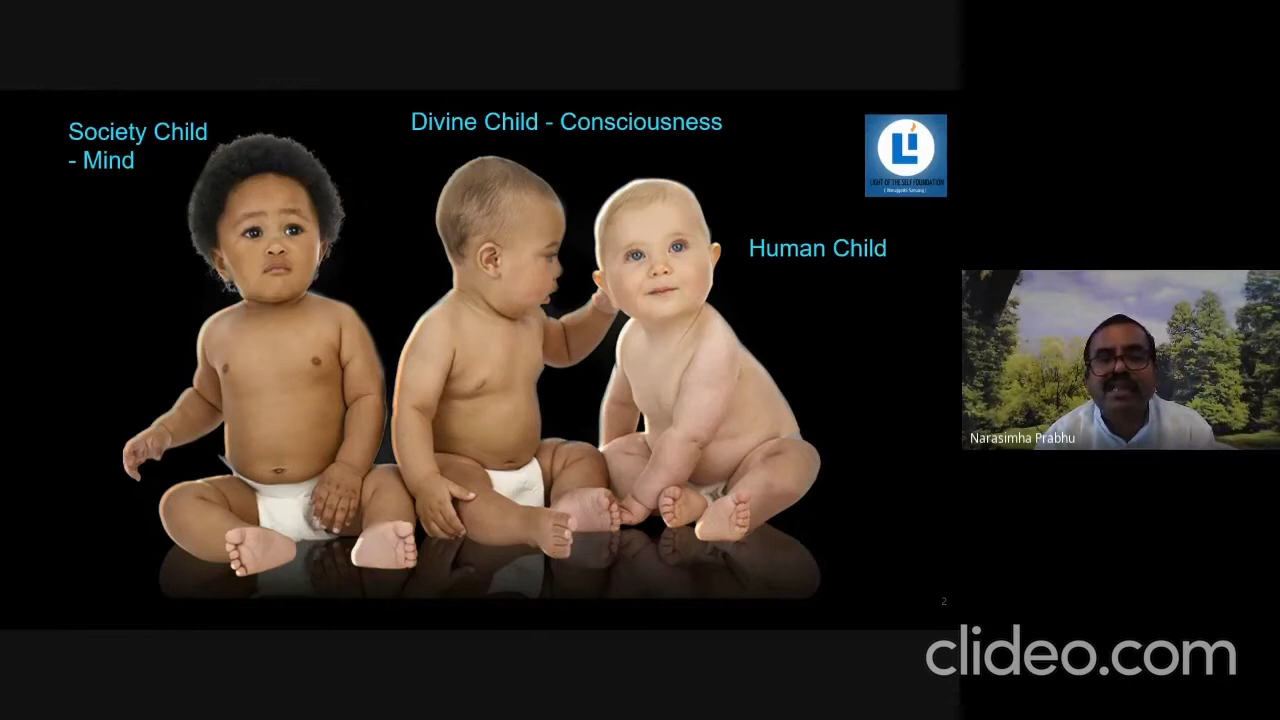 Society Child
- Mind
Divine Child - Consciousness
LIGHT OF THE SELF FOUNDATION
Human Child
Narasimha Prabhu
2
clideo.com